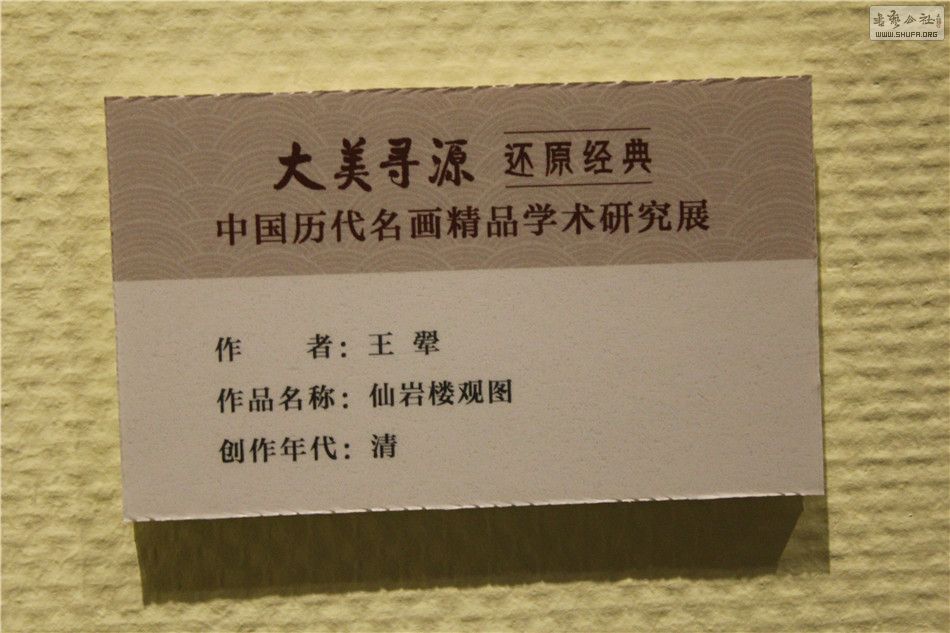 书艺公社
WWW.SHUFA.ORG
大美寻源 还原经典
中国历代名画精品学术研究展
作 者：王 翚
作品名称：仙岩楼观图
创作年代：清